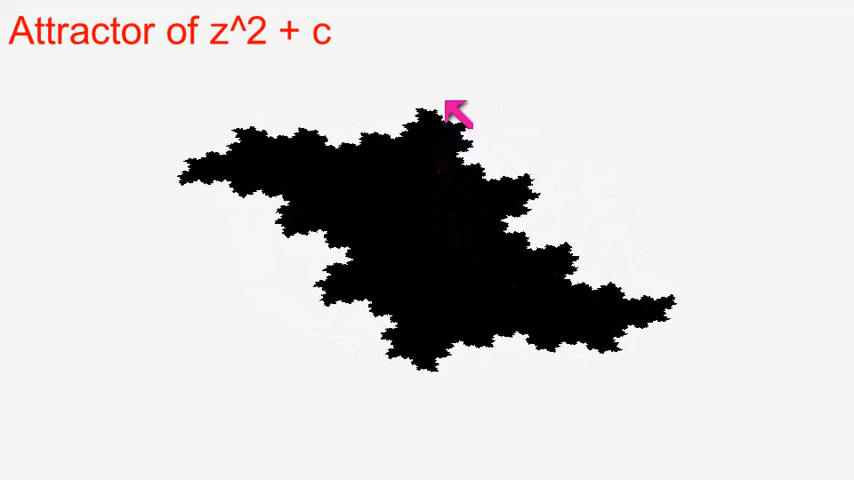 Attractor of z^2 + c